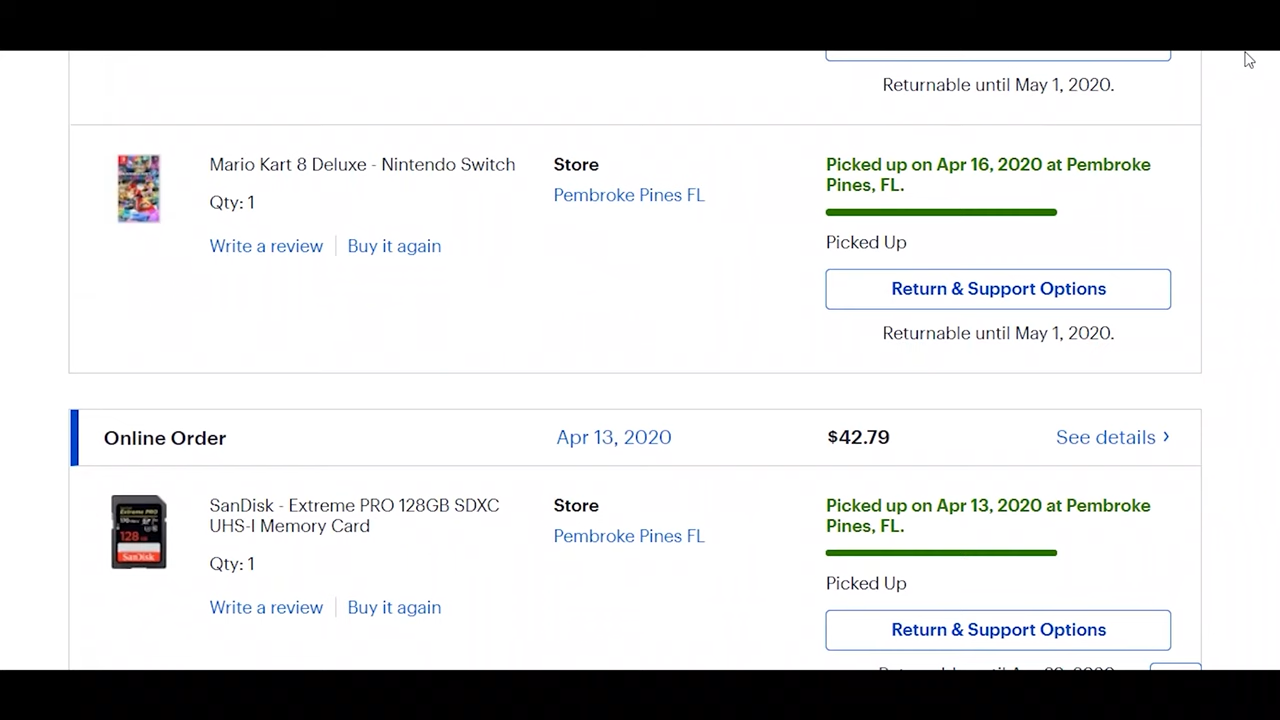 Returnable until May 1, 2020.
Mario Kart 8 Deluxe - Nintendo Switch
Qty: 1
Write a review
Buy it again
Store
Pembroke Pines FL
Picked up on Apr 16, 2020 at Pembroke
Pines, FL.
Picked Up
Return & Support Options
Returnable until May 1, 2020.
Online Order
Apr 13, 2020
$42.79
See details
SanDisk - Extreme PRO 128GB SDXC
UHS-I Memory Card
Qty: 1
Write a review
Buy it again
Store
Pembroke Pines FL
Picked up on Apr 13, 2020 at Pembroke
Pines, FL.
Picked Up
Return & Support Options
Extreme PRO
128
SanDisk